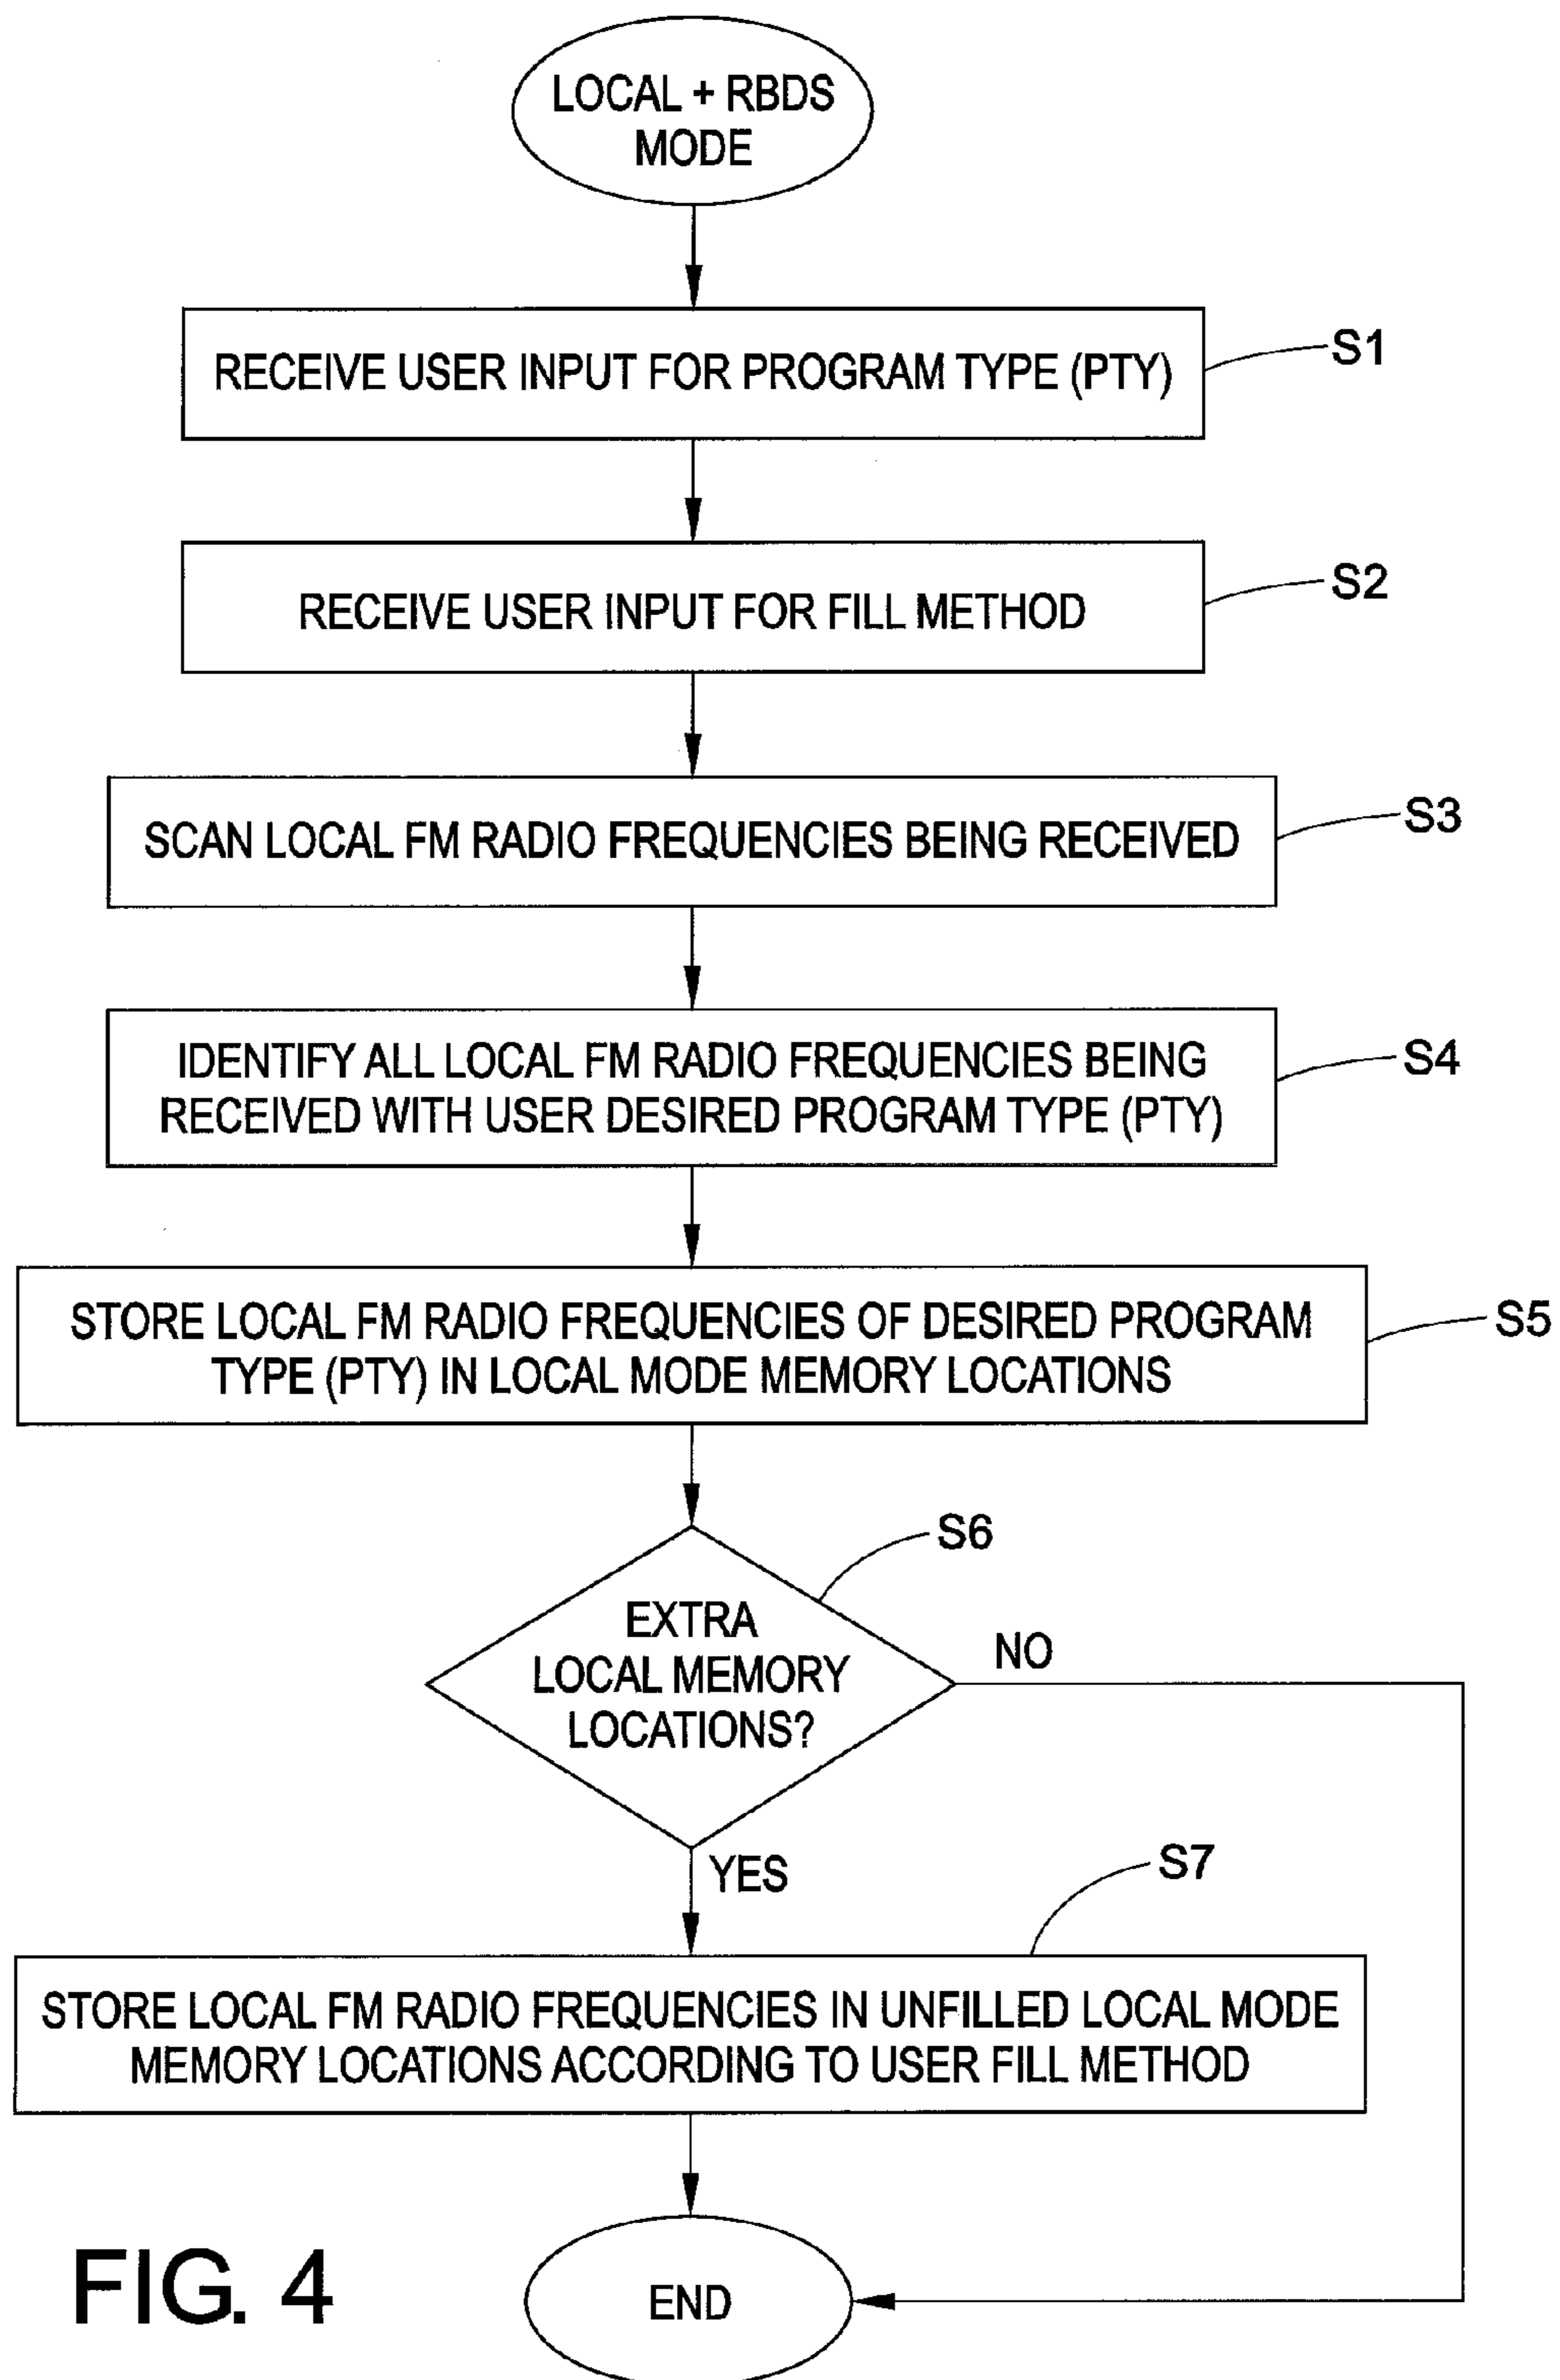 LOCAL + RBDS
MODE
RECEIVE USER INPUT FOR PROGRAM TYPE (PTY)
S1
RECEIVE USER INPUT FOR FILL METHOD
S2
SCAN LOCAL FM RADIO FREQUENCIES BEING RECEIVED
S3
IDENTIFY ALL LOCAL FM RADIO FREQUENCIES BEING
RECEIVED WITH USER DESIRED PROGRAM TYPE (PTY)
S4
STORE LOCAL FM RADIO FREQUENCIES OF DESIRED PROGRAM
TYPE (PTY) IN LOCAL MODE MEMORY LOCATIONS
S5
S6
EXTRA
LOCAL MEMORY
LOCATIONS?
NO
YES
S7
STORE LOCAL FM RADIO FREQUENCIES IN UNFILLED LOCAL MODE
MEMORY LOCATIONS ACCORDING TO USER FILL METHOD
END
FIG. 4